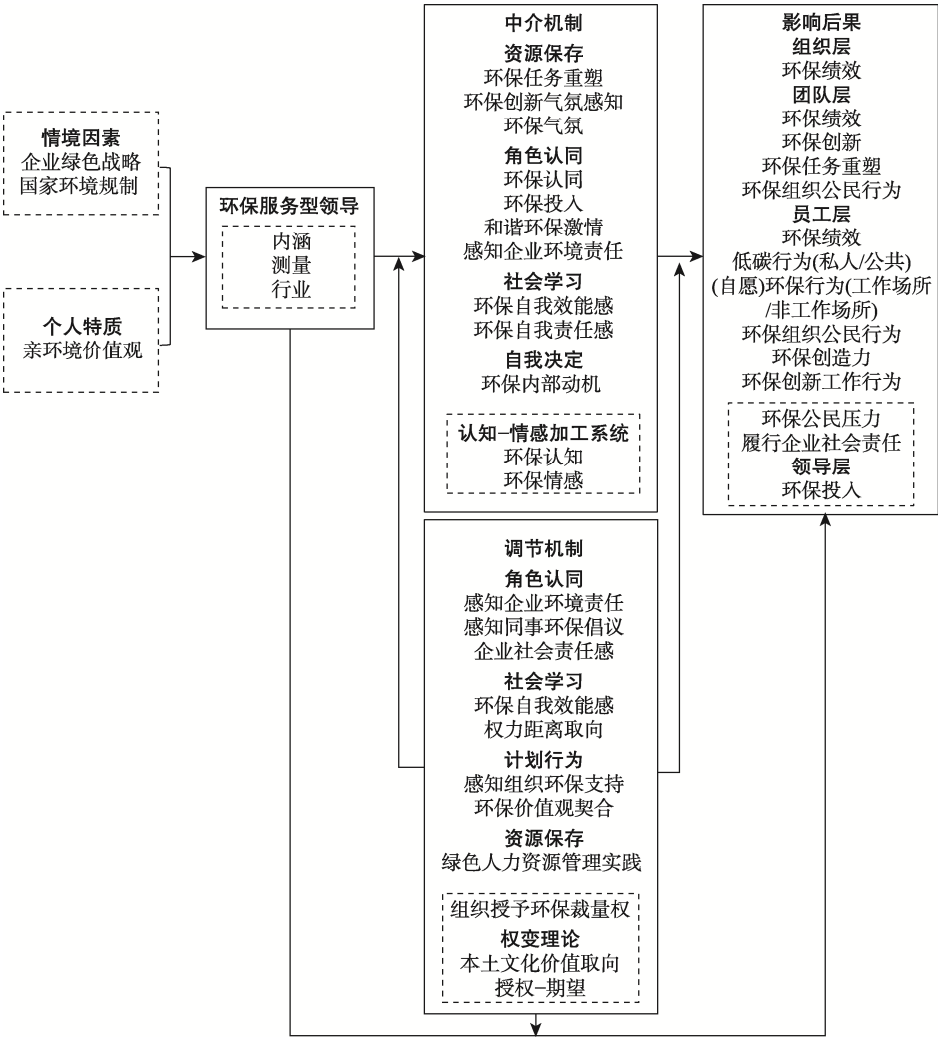 情境因素
企业绿色战略
国家环境规制
个人特质
亲环境价值观
环保服务型领导
内涵
测量
行业
中介机制
资源保存
环保任务重塑
环保创新气氛感知
环保气氛
角色认同
环保认同
环保投入
和谐环保激情
感知企业环境责任
社会学习
环保自我效能感
环保自我责任感
自我决定
环保内部动机
认知–情感加工系统
环保认知
环保情感
调节机制
角色认同
感知企业环境责任
感知同事环保倡议
企业社会责任感
社会学习
环保自我效能感
权力距离取向
计划行为
感知组织环保支持
环保价值观契合
资源保存
绿色人力资源管理实践
组织授予环保裁量权
权变理论
本土文化价值取向
授权–期望
影响后果
组织层
环保绩效
团队层
环保绩效
环保创新
环保任务重塑
环保组织公民行为
员工层
环保绩效
低碳行为(私人/公共)
(自愿)环保行为(工作场所
/非工作场所)
环保组织公民行为
环保创造力
环保创新工作行为
环保公民压力
履行企业社会责任
领导层
环保投入